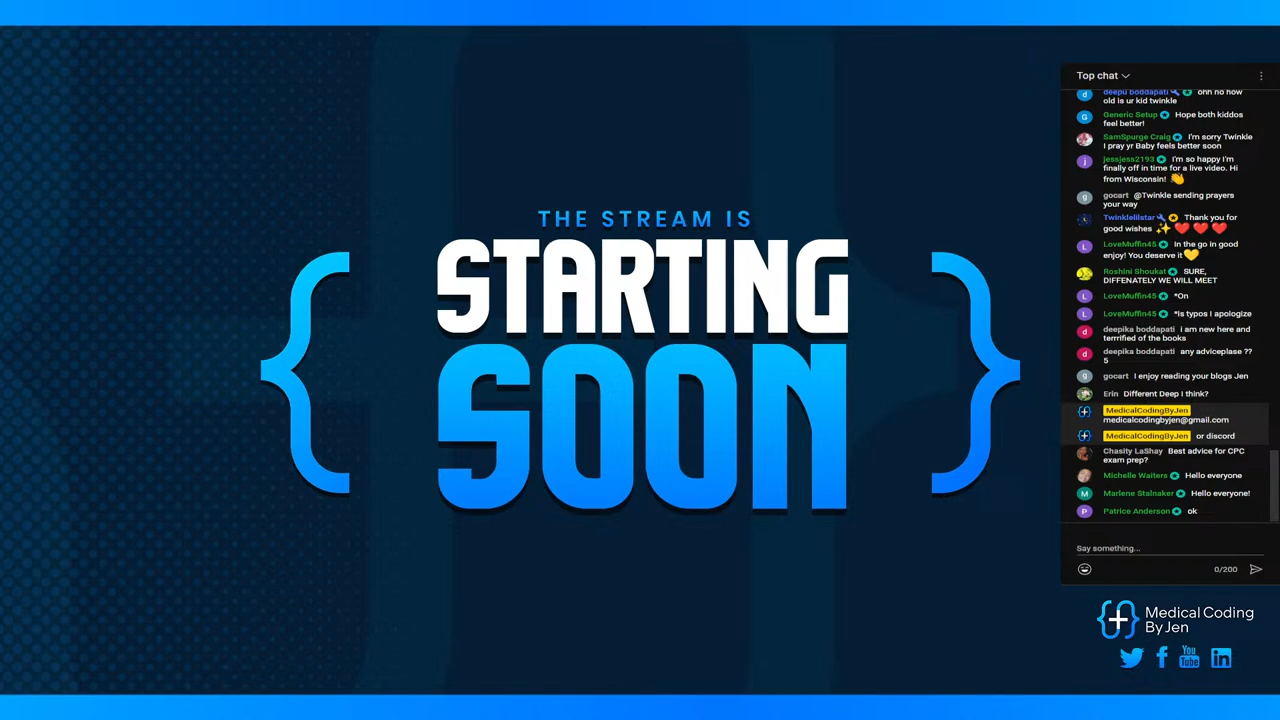 THE STREAM IS
STARTING
SOON
Top chat
d deepu boddapati ohh no how
old is ur kid twinkle
G Generic Setup Hope both kiddos
feel better!
SamSpurge Craig I'm sorry Twinkle
I pray yr Baby feels better soon
j jessjess2193 I'm so happy I'm
finally off in time for a live video. Hi
from Wisconsin! 👏
g gocart @Twinkle sending prayers
your way
Twinklelilstar Thank you for
good wishes ✨ ❤️ ❤️ ❤️
L LoveMuffin45 In the go in good
enjoy! You deserve it 💛
Roshini Shoukat SURE,
DIFFENATELY WE WILL MEET
L LoveMuffin45 *On
L LoveMuffin45 *is typos I apologize
d deepika boddapati i am new here and
terrrified of the books
d deepika boddapati any adviceplase ??
5
g gocart I enjoy reading your blogs Jen
Erin Different Deep I think?
MedicalCodingByJen
medicalcodingbyjen@gmail.com
MedicalCodingByJen or discord
Chasity LaShay Best advice for CPC
exam prep?
Michelle Waiters Hello everyone
M Marlene Stalnaker Hello everyone!
P Patrice Anderson ok
Say something...
0/200
Medical Coding
By Jen
You
Tube
in